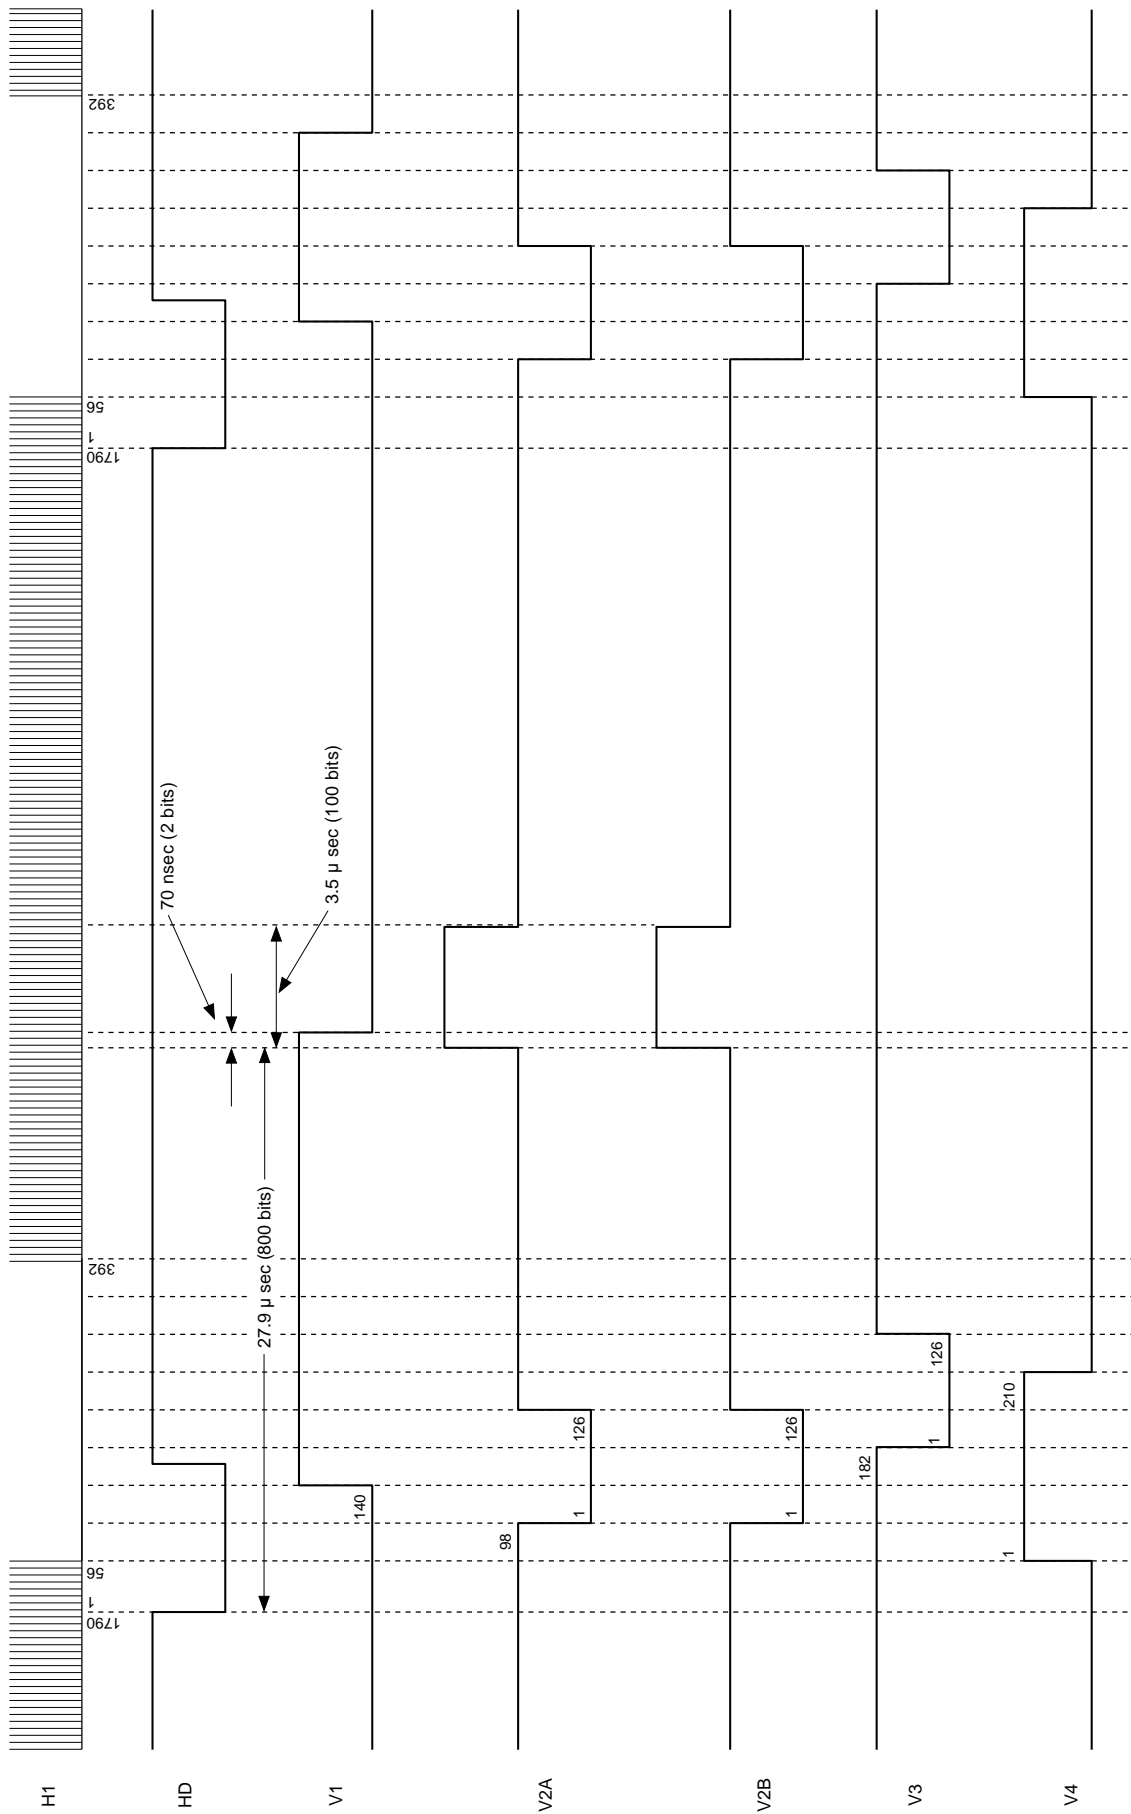 H1
1790
1
56
392
1790
1
56
392
HD
70 nsec (2 bits)
27.9 μ sec (800 bits)
3.5 μ sec (100 bits)
V1
140
V2A
98
1
126
V2B
1
126
V3
182
1
126
V4
1
210